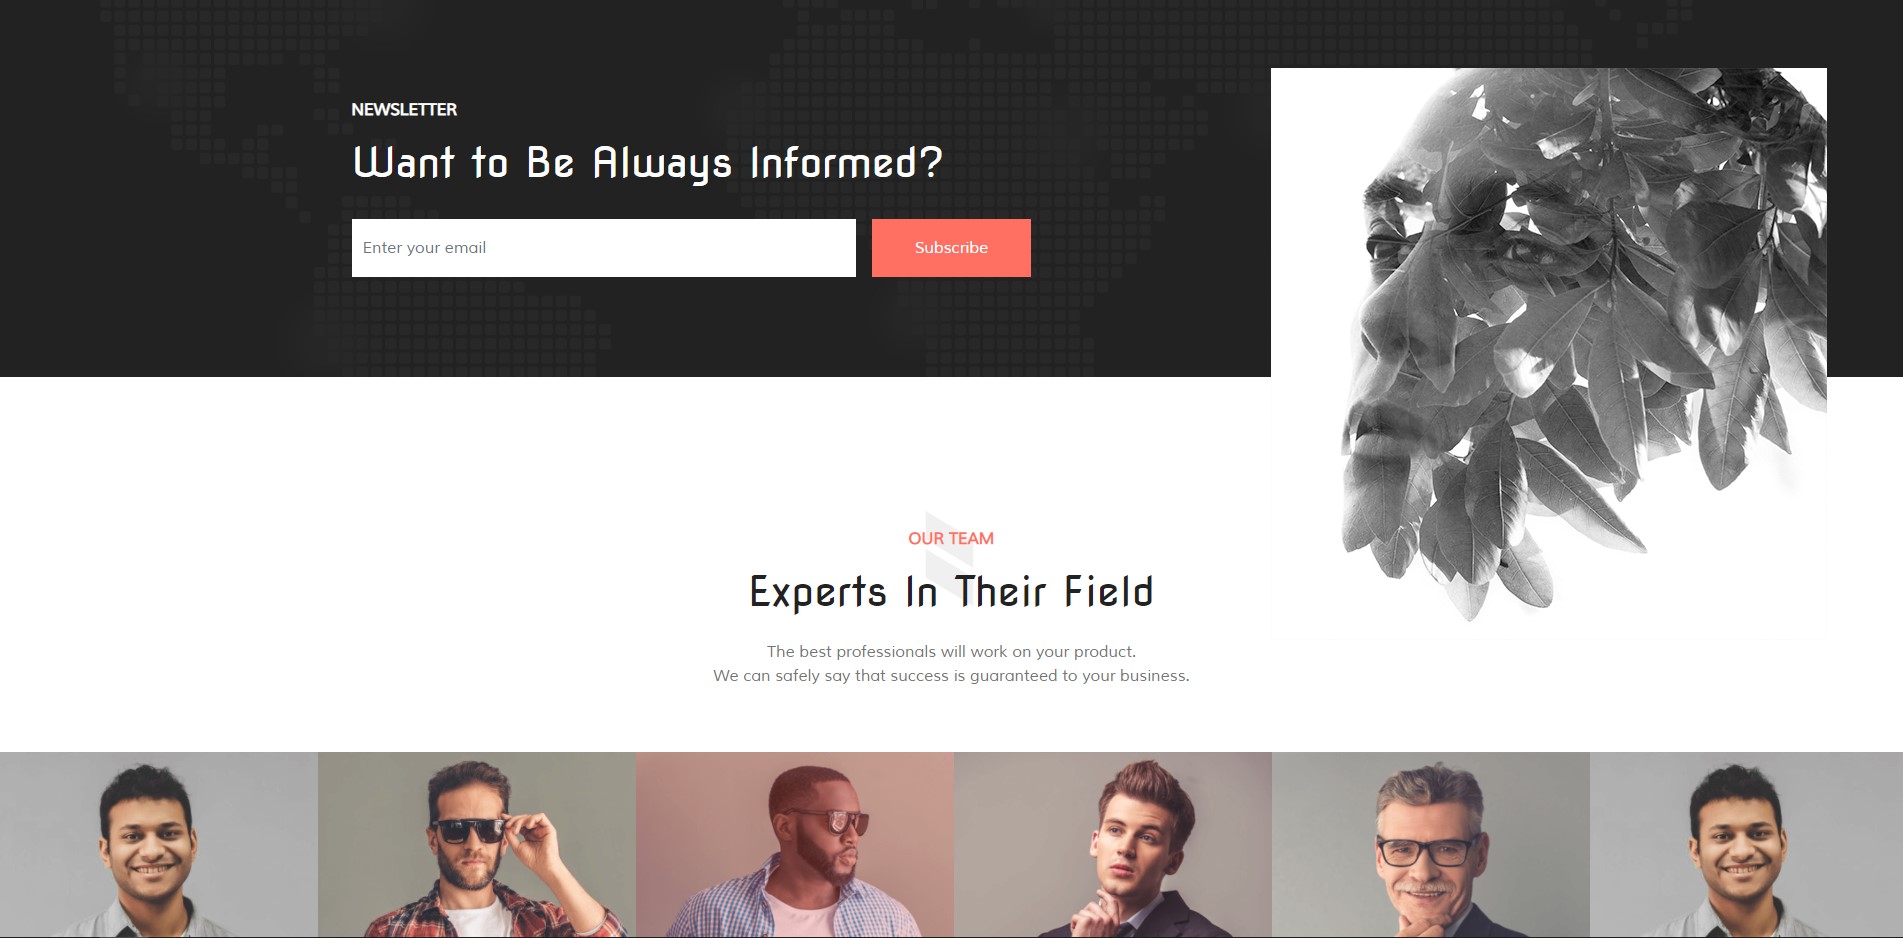 NEWSLETTER
Want to Be Always Informed?
Enter your email
Subscribe
OUR TEAM
Experts In Their Field
The best professionals will work on your product.
We can safely say that success is guaranteed to your business.